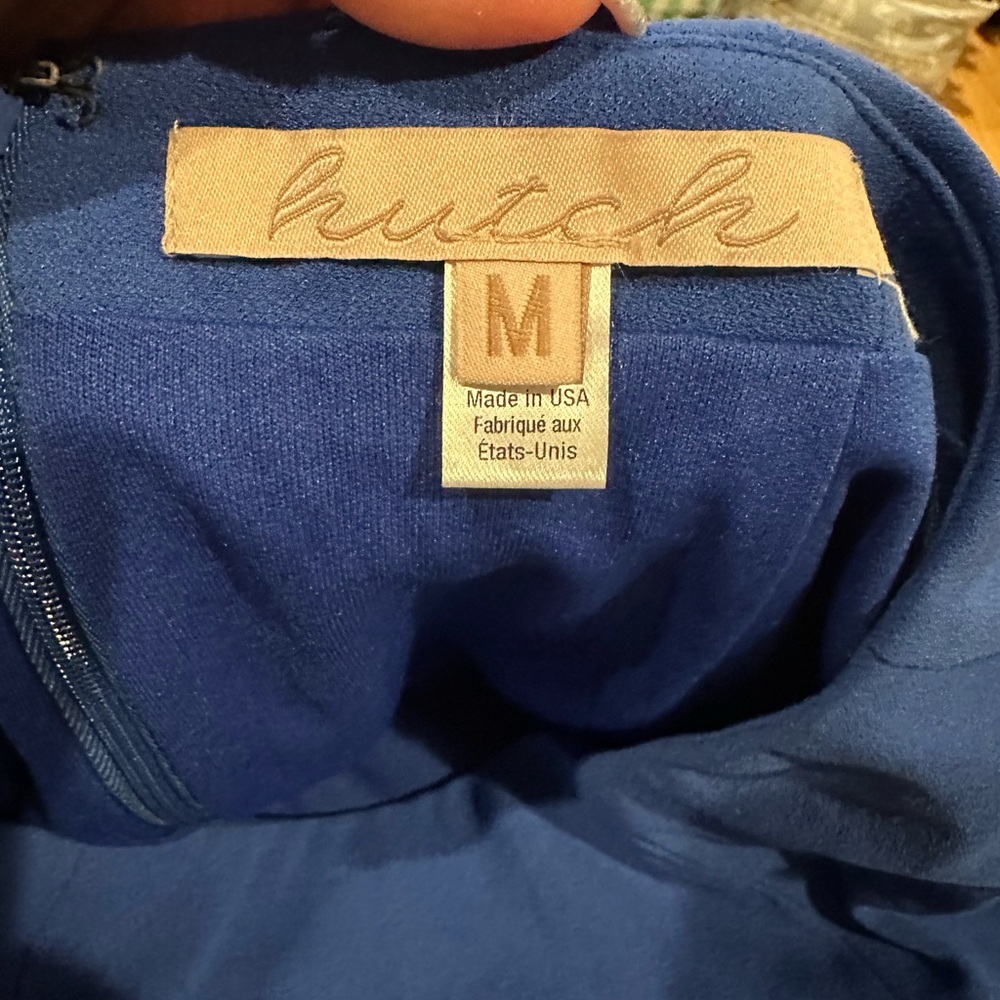 hutch
M
Made in USA
Fabriqué aux
États-Unis